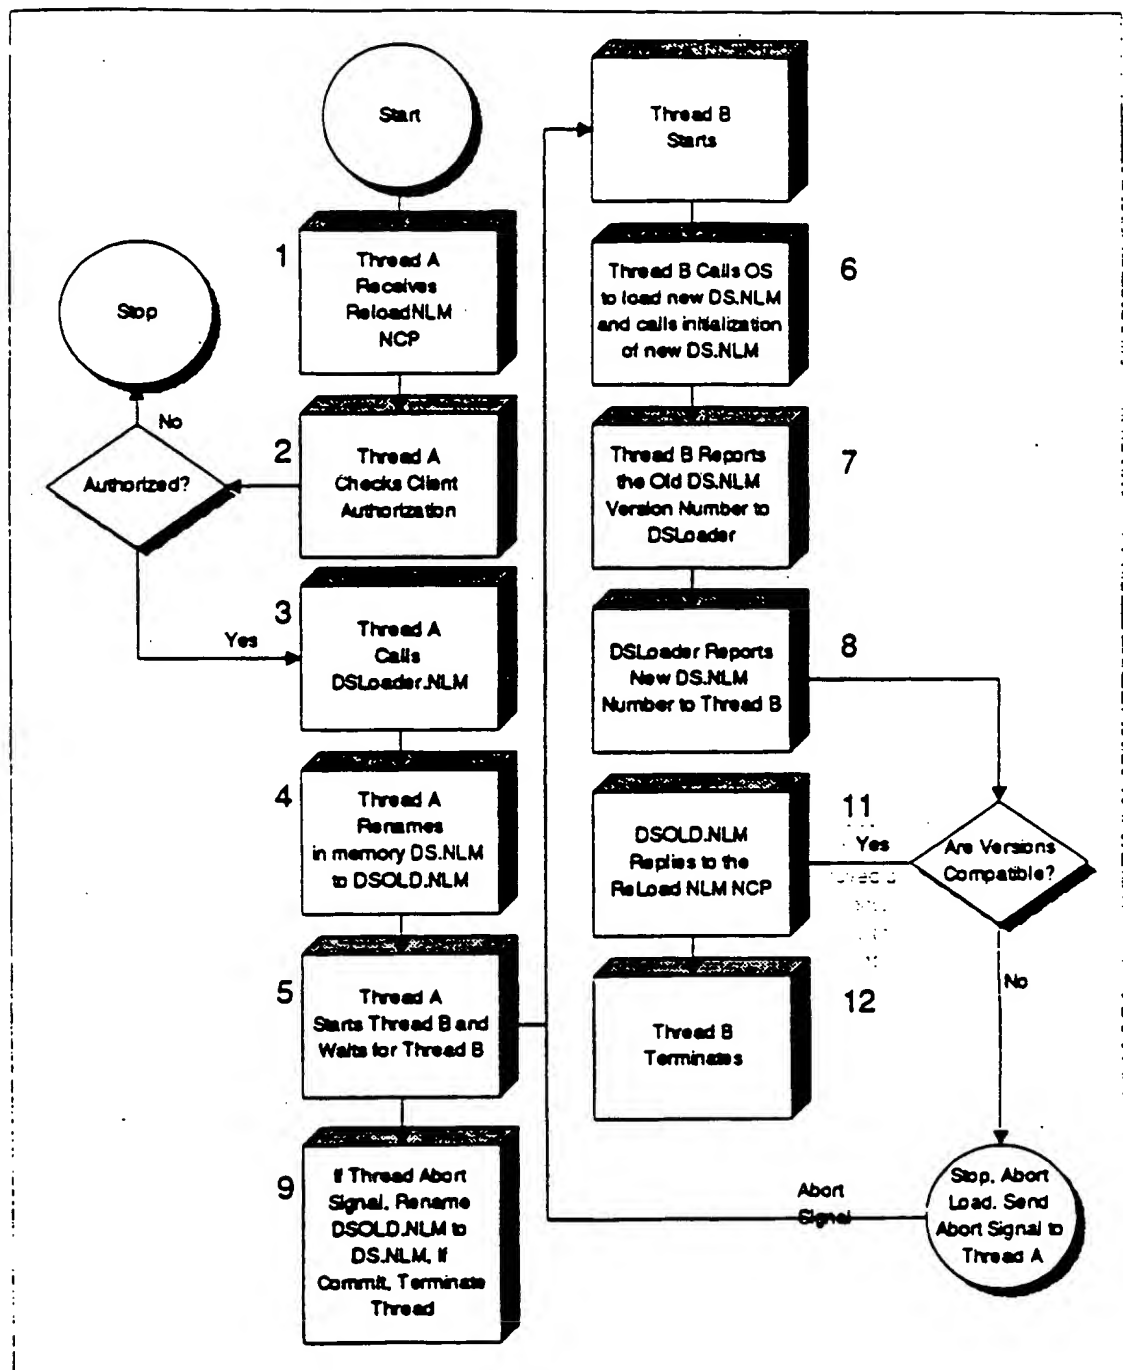 Start
1
Thread A
Receives
ReloadNLM
NCP
Stop
No
2
Thread A
Checks Client
Authorization
Authorized?
Yes
3
Thread A
Calls
DSLoader.NLM
4
Thread A
Renames
in memory DS.NLM
to DSOLD.NLM
5
Thread A
Starts Thread B and
Waits for Thread B
9
If Thread Abort
Signal, Rename
DSOLD.NLM to
DS.NLM, If
Commit, Terminate
Thread
Thread B
Starts
6
Thread B Calls OS
to load new DS.NLM
and calls initialization
of new DS.NLM
7
Thread B Reports
the Old DS.NLM
Version Number to
DSLoader
8
DSLoader Reports
New DS.NLM
Number to Thread B
Are Versions
Compatible?
11
Yes
DSOLD.NLM
Replies to the
ReLoad NLM NCP
12
Thread B
Terminates
No
Stop, Abort
Load. Send
Abort Signal to
Thread A
Abort
Signal